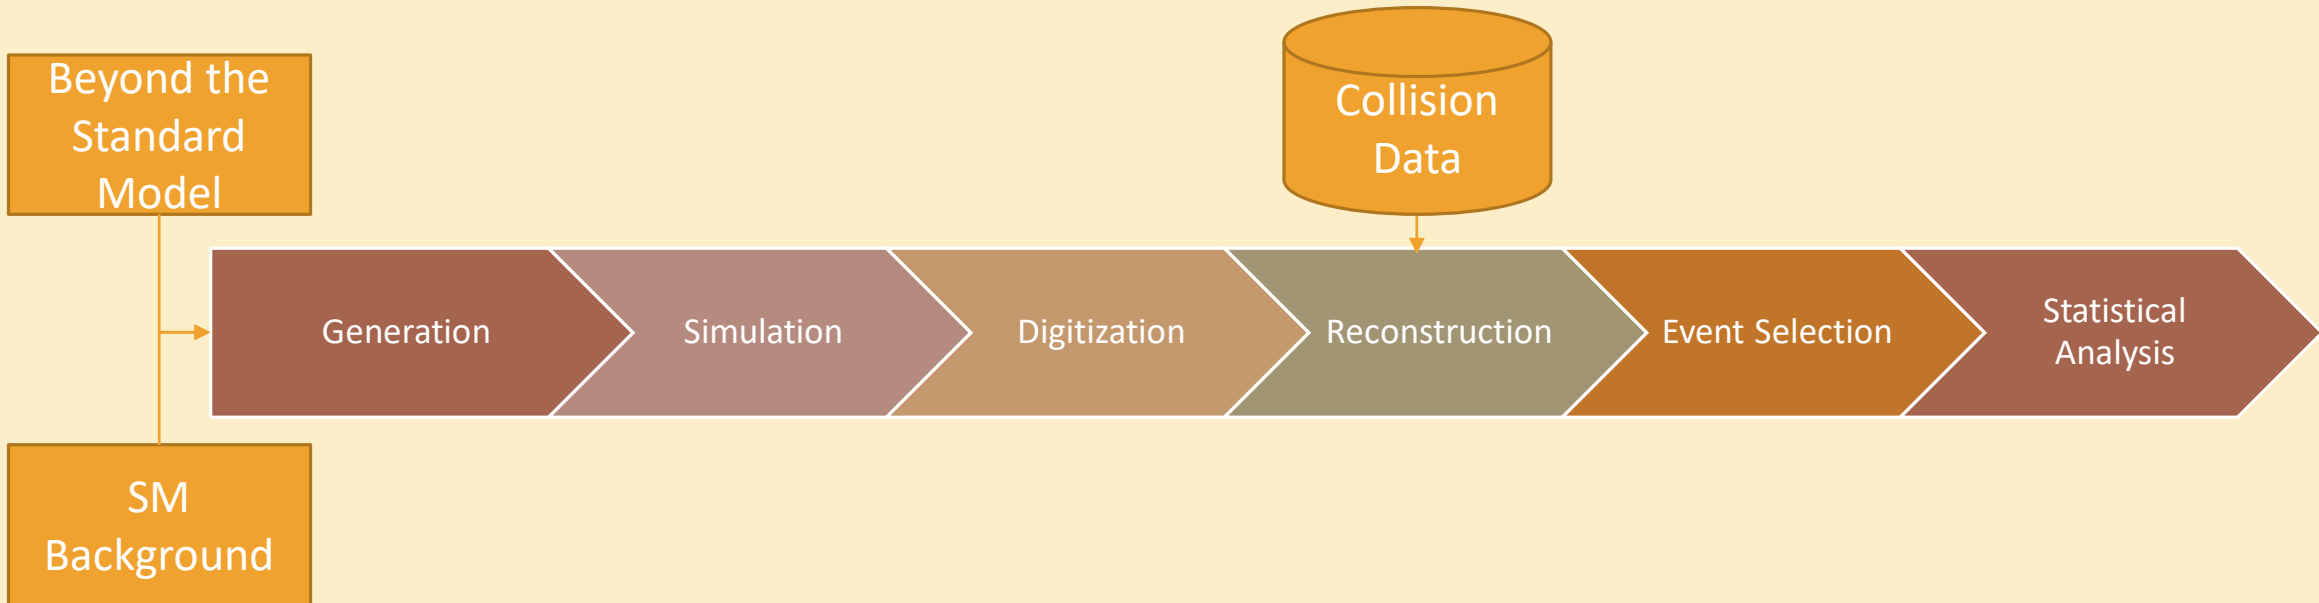 Beyond the
Standard
Model
Collision
Data
Generation
Simulation
Digitization
Reconstruction
Event Selection
Statistical
Analysis
SM
Background